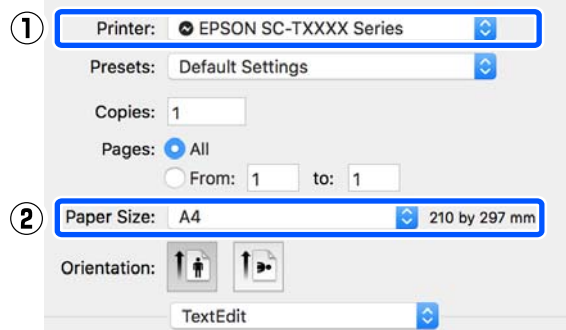 ① Printer: EPSON SC-TXXXX Series
Presets: Default Settings
Copies: 1
Pages: All
From: 1 to: 1
② Paper Size: A4 210 by 297 mm
Orientation:
TextEdit